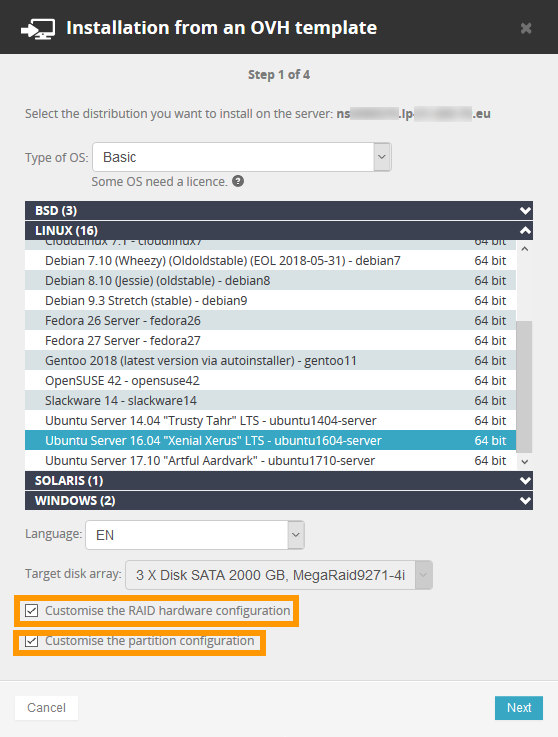 Installation from an OVH template
Step 1 of 4
Select the distribution you want to install on the server: ns .ip- .eu
Type of OS: Basic
Some OS need a licence. ?
BSD (3)
LINUX (16)
CloudLinux 7.1 - cloudlinux7 64 bit
Debian 7.10 (Wheezy) (Oldoldstable) (EOL 2018-05-31) - debian7 64 bit
Debian 8.10 (Jessie) (oldstable) - debian8 64 bit
Debian 9.3 Stretch (stable) - debian9 64 bit
Fedora 26 Server - fedora26 64 bit
Fedora 27 Server - fedora27 64 bit
Gentoo 2018 (latest version via autoinstaller) - gentoo11 64 bit
OpenSUSE 42 - opensuse42 64 bit
Slackware 14 - slackware14 64 bit
Ubuntu Server 14.04 "Trusty Tahr" LTS - ubuntu1404-server 64 bit
Ubuntu Server 16.04 "Xenial Xerus" LTS - ubuntu1604-server 64 bit
Ubuntu Server 17.10 "Artful Aardvark" - ubuntu1710-server 64 bit
SOLARIS (1)
WINDOWS (2)
Language: EN
Target disk array: 3 X Disk SATA 2000 GB, MegaRaid9271-4i
Customise the RAID hardware configuration
Customise the partition configuration
Cancel Next